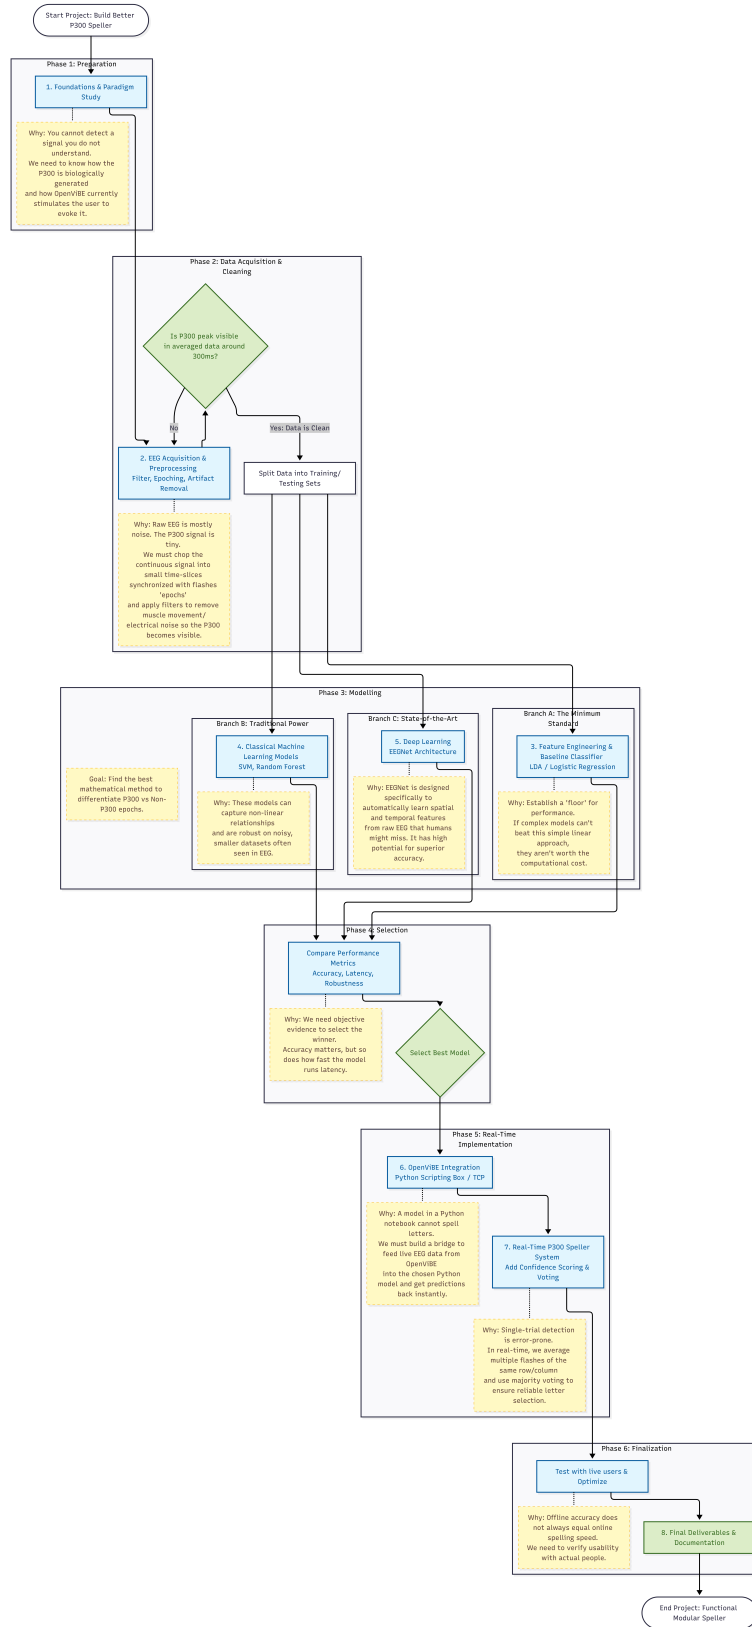 Start Project: Build Better
P300 Speller
Phase 1: Preparation
1. Foundations & Paradigm
Study
Why: You cannot detect a
signal you do not
understand.
We need to know how the
P300 is biologically
generated
and how OpenViBE currently
stimulates the user to
evoke it.
Phase 2: Data Acquisition &
Cleaning
Is P300 peak visible
in averaged data around
300ms?
No
Yes: Data is Clean
2. EEG Acquisition &
Preprocessing
Filter, Epoching, Artifact
Removal
Split Data into Training/
Testing Sets
Why: Raw EEG is mostly
noise. The P300 signal is
tiny.
We must chop the
continuous signal into
small time-slices
synchronized with flashes
'epochs'
and apply filters to remove
muscle movement/
electrical noise so the P300
becomes visible.
Phase 3: Modelling
Goal: Find the best
mathematical method to
differentiate P300 vs Non-
P300 epochs.
Branch B: Traditional Power
4. Classical Machine
Learning Models
SVM, Random Forest
Why: These models can
capture non-linear
relationships
and are robust on noisy,
smaller datasets often
seen in EEG.
Branch C: State-of-the-Art
5. Deep Learning
EEGNet Architecture
Why: EEGNet is designed
specifically to
automatically learn spatial
and temporal features
from raw EEG that humans
might miss. It has high
potential for superior
accuracy.
Branch A: The Minimum
Standard
3. Feature Engineering &
Baseline Classifier
LDA / Logistic Regression
Why: Establish a 'floor' for
performance.
If complex models can't
beat this simple linear
approach,
they aren't worth the
computational cost.
Phase 4: Selection
Compare Performance
Metrics
Accuracy, Latency,
Robustness
Why: We need objective
evidence to select the
winner.
Accuracy matters, but so
does how fast the model
runs latency.
Select Best Model
Phase 5: Real-Time
Implementation
6. OpenViBE Integration
Python Scripting Box / TCP
Why: A model in a Python
notebook cannot spell
letters.
We must build a bridge to
feed live EEG data from
OpenViBE
into the chosen Python
model and get predictions
back instantly.
7. Real-Time P300 Speller
System
Add Confidence Scoring &
Voting
Why: Single-trial detection
is error-prone.
In real-time, we average
multiple flashes of the
same row/column
and use majority voting to
ensure reliable letter
selection.
Phase 6: Finalization
Test with live users &
Optimize
Why: Offline accuracy does
not always equal online
spelling speed.
We need to verify usability
with actual people.
8. Final Deliverables &
Documentation
End Project: Functional
Modular Speller